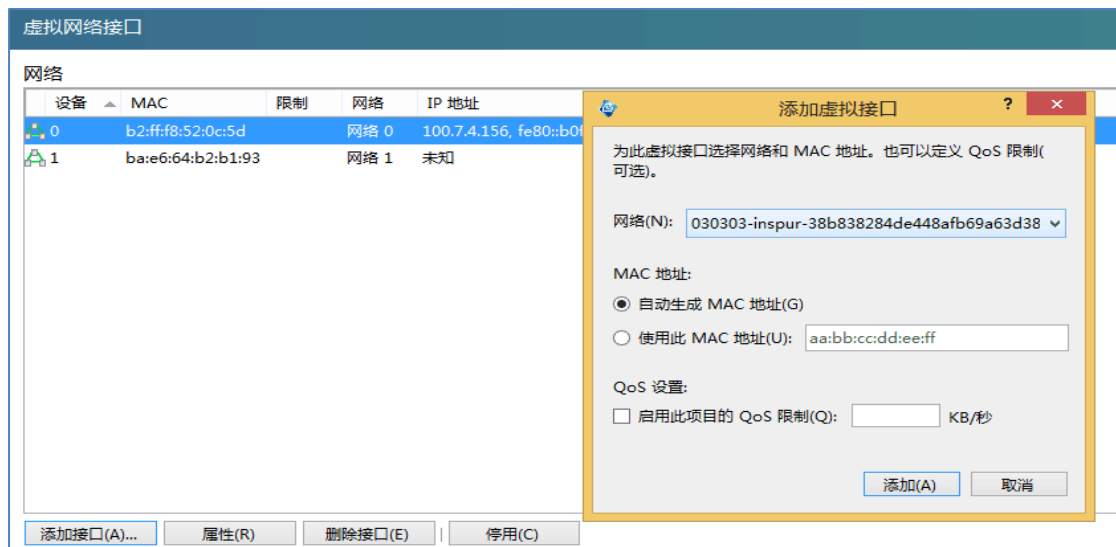 虚拟网络接口
网络
设备 MAC 限制 网络 IP 地址
0 b2:ff:f8:52:0c:5d 网络 0 100.7.4.156, fe80::b0f
1 ba:e6:64:b2:b1:93 网络 1 未知
添加接口(A)... 属性(R) 删除接口(E) 停用(C)
添加虚拟接口 ? ×
为此虚拟接口选择网络和 MAC 地址。也可以定义 QoS 限制(
可选)。
网络(N): 030303-inspur-38b838284de448afb69a63d38
MAC 地址:
自动生成 MAC 地址(G)
使用此 MAC 地址(U): aa:bb:cc:dd:ee:ff
QoS 设置:
启用此项目的 QoS 限制(Q): KB/秒
添加(A) 取消